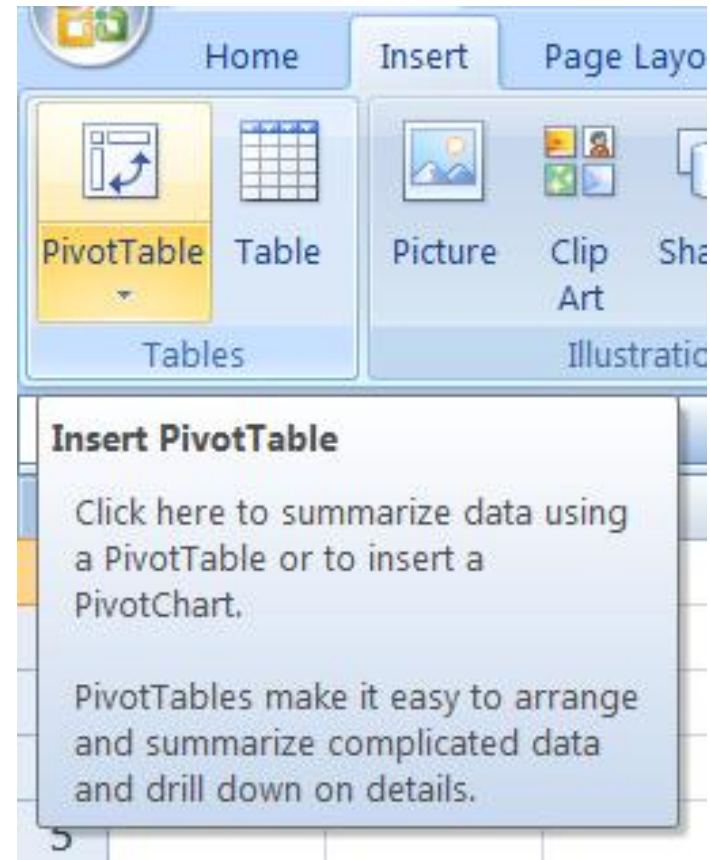 Home Insert Page Layo
PivotTable Table Picture Clip Art Sha
Tables Illustratio
Insert PivotTable
Click here to summarize data using
a PivotTable or to insert a
PivotChart.
PivotTables make it easy to arrange
and summarize complicated data
and drill down on details.
5